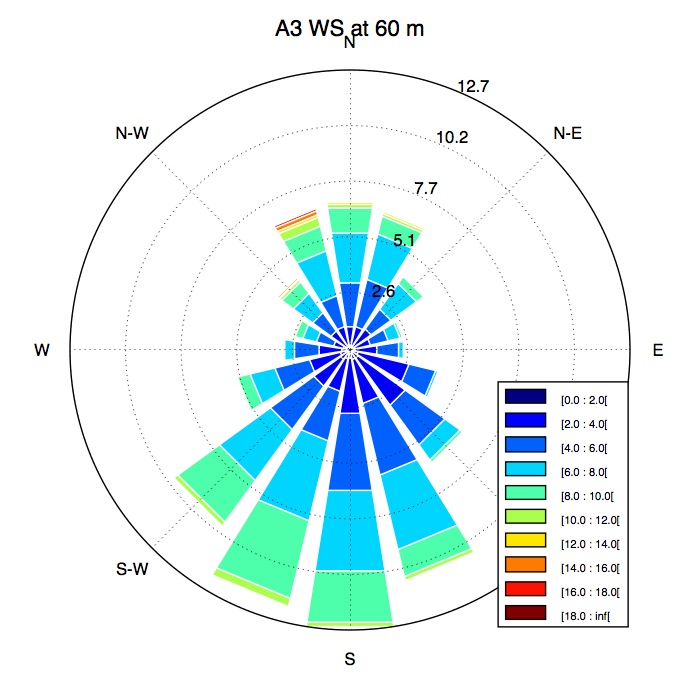 A3 WS at 60 m
N
12.7
N-W
10.2
N-E
7.7
5.1
2.6
W
E
[0.0 : 2.0[
[2.0 : 4.0[
[4.0 : 6.0[
[6.0 : 8.0[
[8.0 : 10.0[
[10.0 : 12.0[
[12.0 : 14.0[
[14.0 : 16.0[
[16.0 : 18.0[
[18.0 : inf[
S-W
S